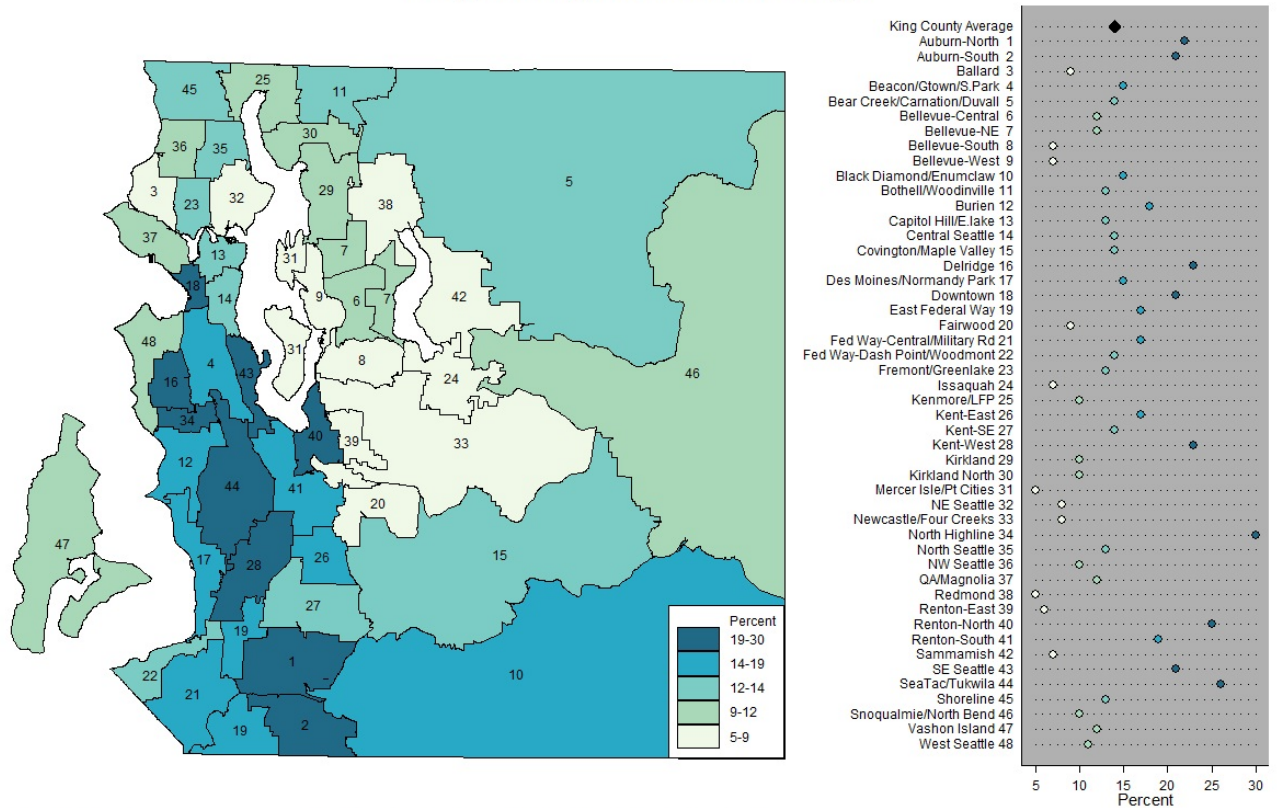 45
25
11
30
36
35
5
3
23
32
29
38
37
13
7
31
18
14
9
6
7
42
48
4
31
8
46
16
43
24
34
40
39
33
12
44
41
20
47
17
28
26
15
27
19
1
10
22
21
19
2
Percent
19-30
14-19
12-14
9-12
5-9
King County Average
Auburn-North 1
Auburn-South 2
Ballard 3
Beacon/Gtown/S.Park 4
Bear Creek/Carnation/Duvall 5
Bellevue-Central 6
Bellevue-NE 7
Bellevue-South 8
Bellevue-West 9
Black Diamond/Enumclaw 10
Bothell/Woodinville 11
Burien 12
Capitol Hill/E.lake 13
Central Seattle 14
Covington/Maple Valley 15
Delridge 16
Des Moines/Normandy Park 17
Downtown 18
East Federal Way 19
Fairwood 20
Fed Way-Central/Military Rd 21
Fed Way-Dash Point/Woodmont 22
Fremont/Greenlake 23
Issaquah 24
Kenmore/LFP 25
Kent-East 26
Kent-SE 27
Kent-West 28
Kirkland 29
Kirkland North 30
Mercer Isle/Pt Cities 31
NE Seattle 32
Newcastle/Four Creeks 33
North Highline 34
North Seattle 35
NW Seattle 36
QA/Magnolia 37
Redmond 38
Renton-East 39
Renton-North 40
Renton-South 41
Sammamish 42
SE Seattle 43
SeaTac/Tukwila 44
Shoreline 45
Snoqualmie/North Bend 46
Vashon Island 47
West Seattle 48
5 10 15 20 25 30
Percent